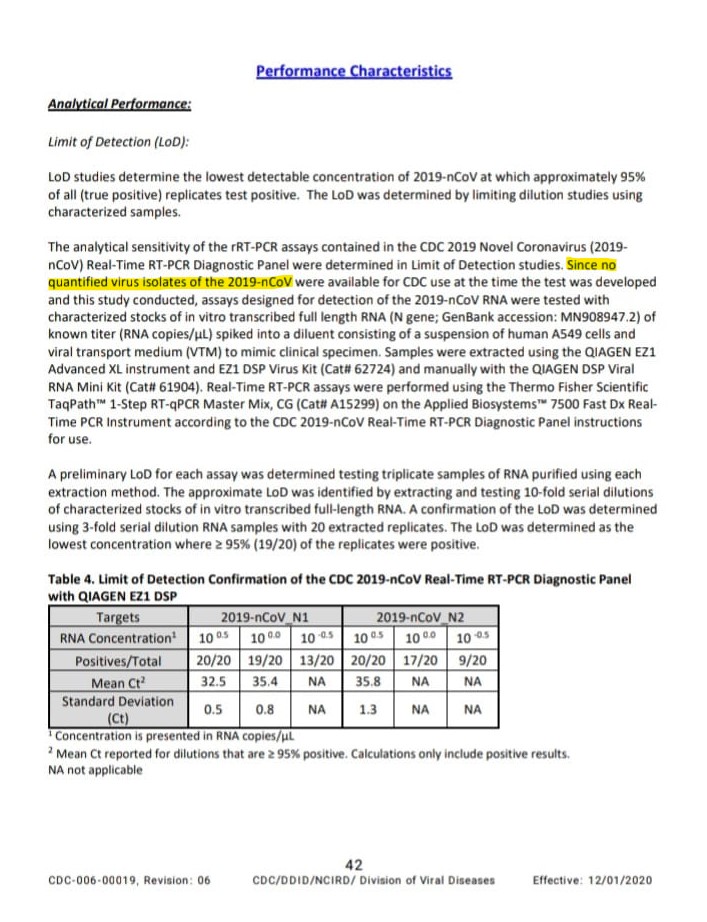 Performance Characteristics
Analytical Performance:
Limit of Detection (LoD):
LoD studies determine the lowest detectable concentration of 2019-nCoV at which approximately 95%
of all (true positive) replicates test positive. The LoD was determined by limiting dilution studies using
characterized samples.
The analytical sensitivity of the rRT-PCR assays contained in the CDC 2019 Novel Coronavirus (2019-
nCoV) Real-Time RT-PCR Diagnostic Panel were determined in Limit of Detection studies. Since no
quantified virus isolates of the 2019-nCoV were available for CDC use at the time the test was developed
and this study conducted, assays designed for detection of the 2019-nCoV RNA were tested with
characterized stocks of in vitro transcribed full length RNA (N gene; GenBank accession: MN908947.2) of
known titer (RNA copies/µL) spiked into a diluent consisting of a suspension of human A549 cells and
viral transport medium (VTM) to mimic clinical specimen. Samples were extracted using the QIAGEN EZ1
Advanced XL instrument and EZ1 DSP Virus Kit (Cat# 62724) and manually with the QIAGEN DSP Viral
RNA Mini Kit (Cat# 61904). Real-Time RT-PCR assays were performed using the Thermo Fisher Scientific
TaqPath™ 1-Step RT-qPCR Master Mix, CG (Cat# A15299) on the Applied Biosystems™ 7500 Fast Dx Real-
Time PCR Instrument according to the CDC 2019-nCoV Real-Time RT-PCR Diagnostic Panel instructions
for use.
A preliminary LoD for each assay was determined testing triplicate samples of RNA purified using each
extraction method. The approximate LoD was identified by extracting and testing 10-fold serial dilutions
of characterized stocks of in vitro transcribed full-length RNA. A confirmation of the LoD was determined
using 3-fold serial dilution RNA samples with 20 extracted replicates. The LoD was determined as the
lowest concentration where ≥ 95% (19/20) of the replicates were positive.
Table 4. Limit of Detection Confirmation of the CDC 2019-nCoV Real-Time RT-PCR Diagnostic Panel
with QIAGEN EZ1 DSP
Targets 2019-nCoV_N1 2019-nCoV_N2
RNA Concentration¹ 10 0.5 10 0.0 10 -0.5 10 0.5 10 0.0 10 -0.5
Positives/Total 20/20 19/20 13/20 20/20 17/20 9/20
Mean Ct² 32.5 35.4 NA 35.8 NA NA
Standard Deviation
(Ct) 0.5 0.8 NA 1.3 NA NA
¹ Concentration is presented in RNA copies/µL
² Mean Ct reported for dilutions that are ≥ 95% positive. Calculations only include positive results.
NA not applicable
42
CDC-006-00019, Revision: 06 CDC/DDID/NCIRD/ Division of Viral Diseases Effective: 12/01/2020